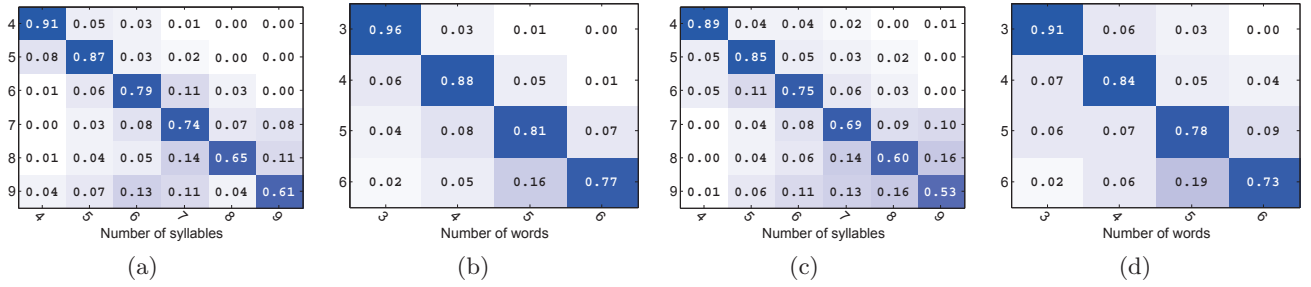 4 0.91 0.05 0.03 0.01 0.00 0.00
5 0.08 0.87 0.03 0.02 0.00 0.00
6 0.01 0.06 0.79 0.11 0.03 0.00
7 0.00 0.03 0.08 0.74 0.07 0.08
8 0.01 0.04 0.05 0.14 0.65 0.11
9 0.04 0.07 0.13 0.11 0.04 0.61
4 5 6 7 8 9
Number of syllables
(a)
3 0.96 0.03 0.01 0.00
4 0.06 0.88 0.05 0.01
5 0.04 0.08 0.81 0.07
6 0.02 0.05 0.16 0.77
3 4 5 6
Number of words
(b)
4 0.89 0.04 0.04 0.02 0.00 0.01
5 0.05 0.85 0.05 0.04 0.01 0.00
6 0.05 0.11 0.75 0.06 0.03 0.00
7 0.00 0.04 0.08 0.69 0.09 0.10
8 0.00 0.04 0.06 0.14 0.60 0.16
9 0.01 0.06 0.11 0.13 0.16 0.53
4 5 6 7 8 9
Number of syllables
(c)
3 0.91 0.06 0.03 0.00
4 0.07 0.84 0.05 0.04
5 0.06 0.07 0.78 0.09
6 0.02 0.06 0.19 0.73
3 4 5 6
Number of words
(d)